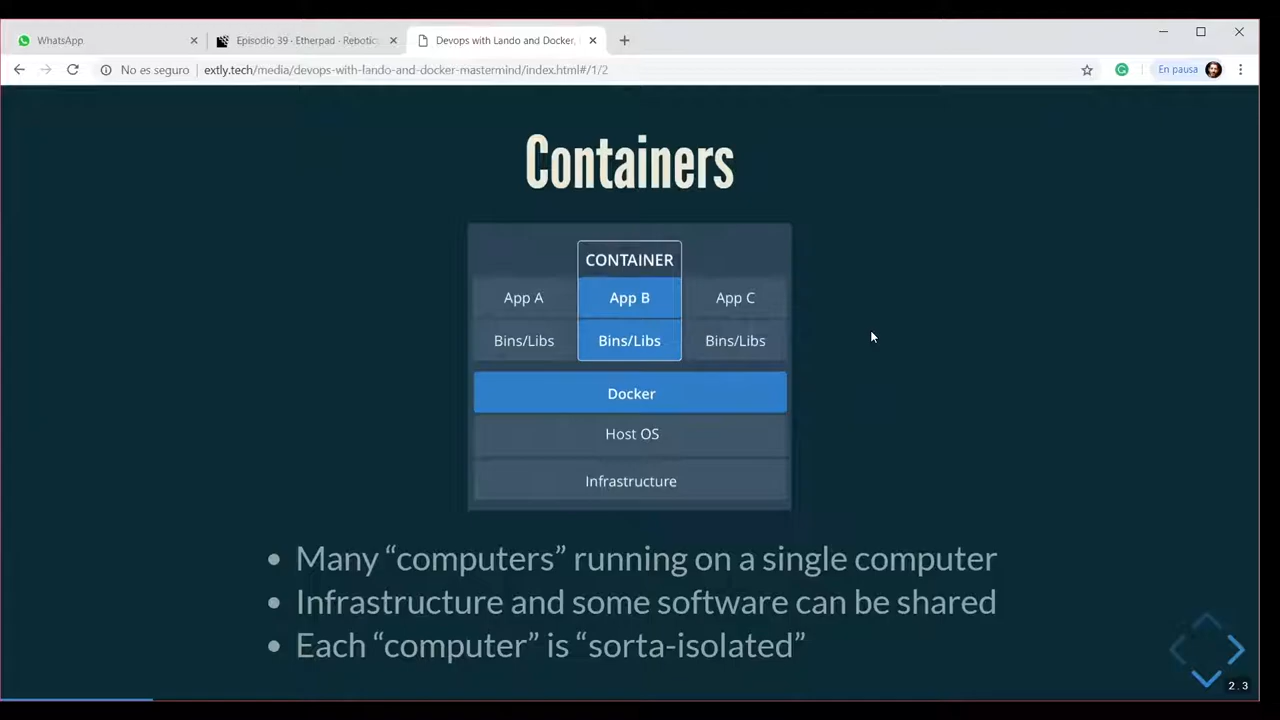 WhatsApp
Episodio 39 - Etherpad - Robotic
Devops with Lando and Docker,
No es seguro
extly.tech/media/devops-with-lando-and-docker-mastermind/index.html#/1/2
En pausa
Containers
CONTAINER
App A App B App C
Bins/Libs Bins/Libs Bins/Libs
Docker
Host OS
Infrastructure
• Many “computers” running on a single computer
• Infrastructure and some software can be shared
• Each “computer” is “sorta-isolated”
2.3